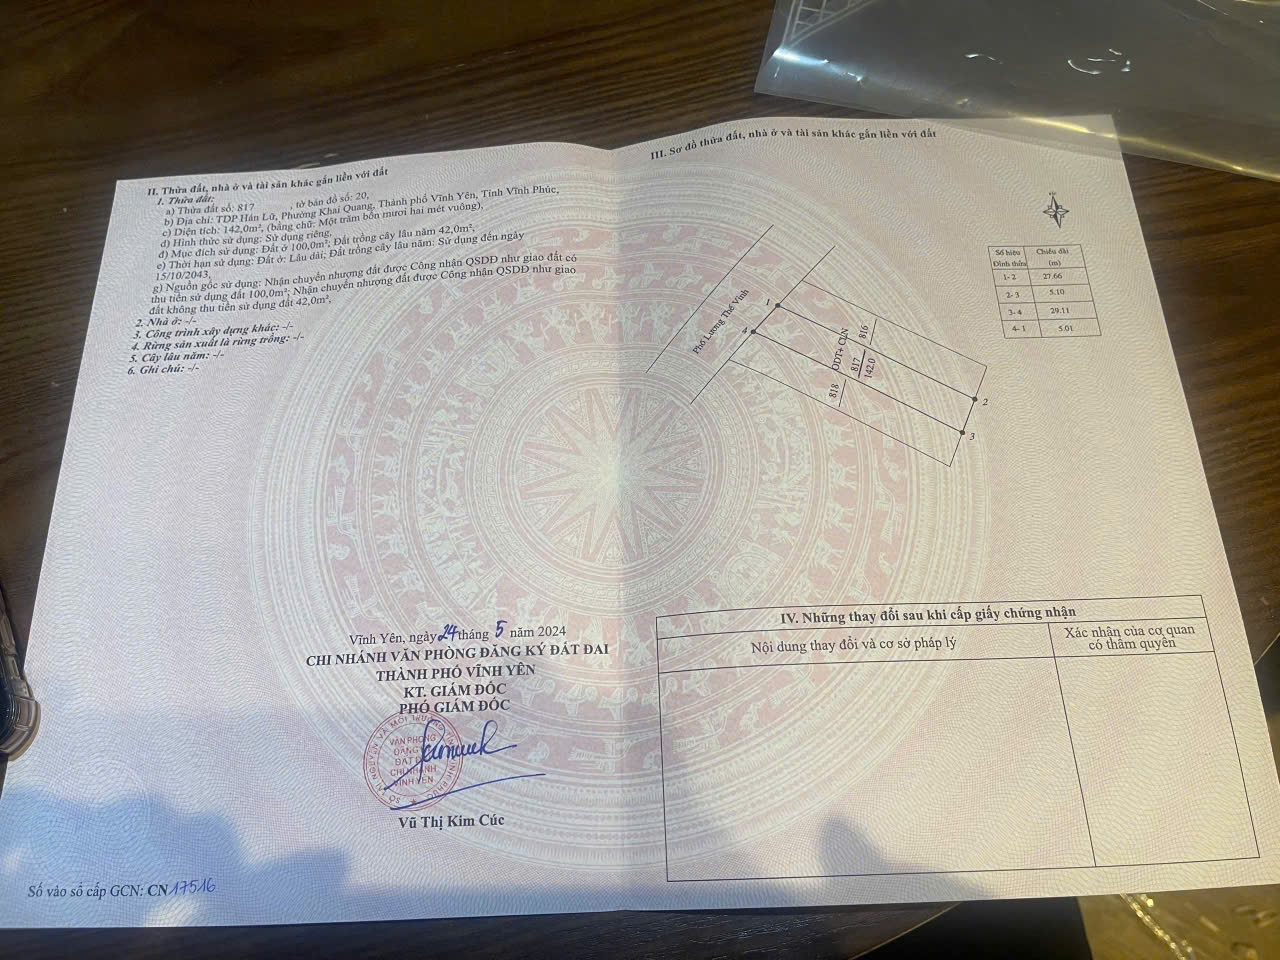 II. Thửa đất, nhà ở và tài sản khác gắn liền với đất
1. Thửa đất:
a) Thửa đất số: 817 , tờ bản đồ số: 20,
b) Địa chỉ: TDP Hán Lữ, Phường Khai Quang, Thành phố Vĩnh Yên, Tỉnh Vĩnh Phúc,
c) Diện tích: 142,0m², (bằng chữ: Một trăm bốn mươi hai mét vuông),
d) Hình thức sử dụng: Sử dụng riêng,
đ) Mục đích sử dụng: Đất ở 100,0m²; Đất trồng cây lâu năm 42,0m²,
e) Thời hạn sử dụng: Đất ở: Lâu dài; Đất trồng cây lâu năm: Sử dụng đến ngày
15/10/2043,
g) Nguồn gốc sử dụng: Nhận chuyển nhượng đất được Công nhận QSDĐ như giao đất có
thu tiền sử dụng đất 100,0m²; Nhận chuyển nhượng đất được Công nhận QSDĐ như giao
đất không thu tiền sử dụng đất 42,0m²,
2. Nhà ở: -/-
3. Công trình xây dựng khác: -/-
4. Rừng sản xuất là rừng trồng: -/-
5. Cây lâu năm: -/-
6. Ghi chú: -/-
Vĩnh Yên, ngày 24 tháng 5 năm 2024
CHI NHÁNH VĂN PHÒNG ĐĂNG KÝ ĐẤT ĐAI
THÀNH PHỐ VĨNH YÊN
KT. GIÁM ĐỐC
PHÓ GIÁM ĐỐC
VĂN PHÒNG
ĐĂNG
ĐẤT
CHI NHÁNH
VĨNH YÊN
Vũ Thị Kim Cúc
Số vào sổ cấp GCN: CN 17516
III. Sơ đồ thửa đất, nhà ở và tài sản khác gắn liền với đất
Số hiệu Đỉnh thửa Chiều dài (m)
1- 2 27.66
2- 3 5.10
3- 4 29.11
4- 1 5.01
Phố Lương Thế Vinh
1
4
2
3
816
ODT+ CLN
817
142.0
818
IV. Những thay đổi sau khi cấp giấy chứng nhận
Nội dung thay đổi và cơ sở pháp lý
Xác nhận của cơ quan
có thẩm quyền